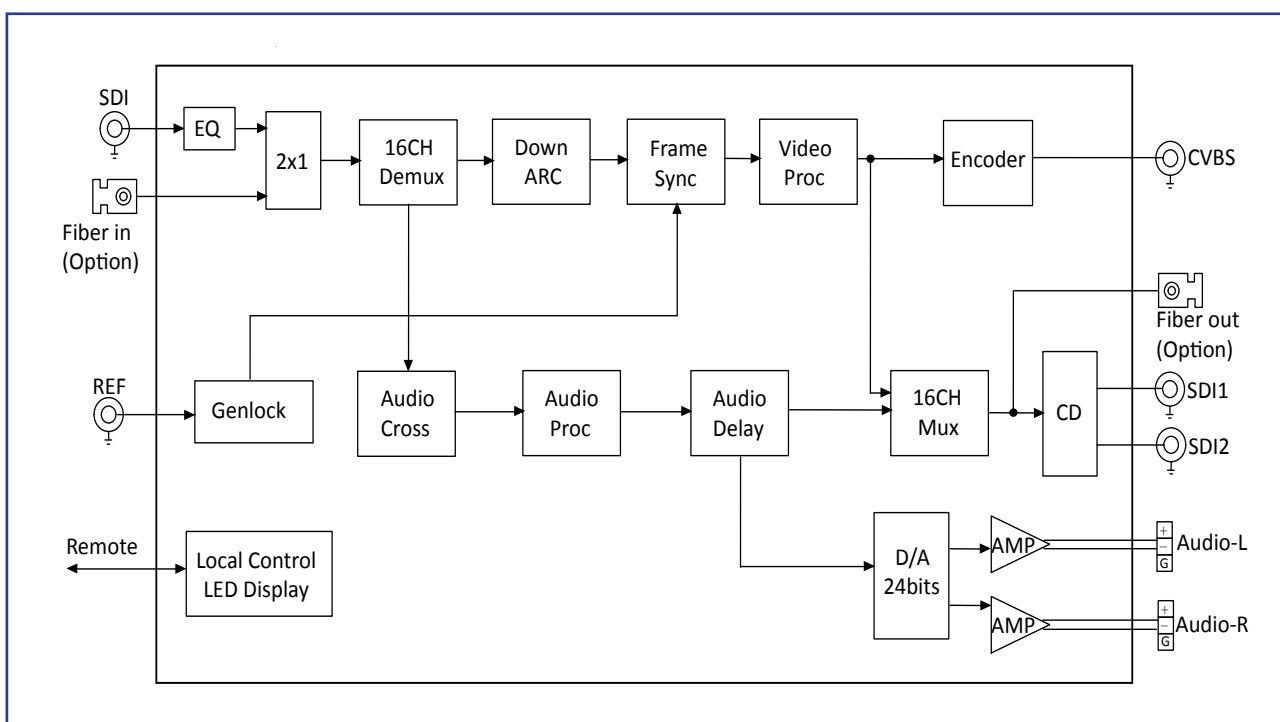 SDI
EQ
2x1
16CH
Demux
Down
ARC
Frame
Sync
Video
Proc
Encoder
CVBS
Fiber in
(Option)
Fiber out
(Option)
REF
Genlock
Audio
Cross
Audio
Proc
Audio
Delay
16CH
Mux
CD
SDI1
SDI2
Remote
Local Control
LED Display
D/A
24bits
AMP
+
−
G
Audio-L
AMP
+
−
G
Audio-R